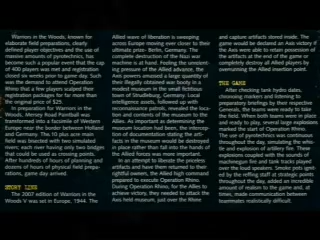 Warriors in the Woods, known for
elaborate field preparations, clearly
defined player objectives and the use of
massive amounts of pyrotechnics, has
become such a popular event that the cap
of 400 players was met and registration
closed six weeks prior to game day. Such
was the demand to attend Operation
Rhino that a few players scalped their
registration packages for far more than
the original price of $25.
In preparation for Warriors in the
Woods, Mercey Road Paintball was
transformed into a facsimile of Western
Europe near the border between Holland
and Germany. This 10 plus acre main
field was bisected with two simulated
rivers; each river having only two bridges
that could be used as crossing points.
After hundreds of hours of planning and
dozens of hours of physical field prepa-
rations, game day arrived.
STORY LINE
The 2007 edition of Warriors in the
Woods V was set in Europe, 1944. The
Allied wave of liberation is sweeping
across Europe moving ever closer to their
ultimate prize- Berlin, Germany. The
complete destruction of the Nazi war
machine is at hand. Feeling the unrelent-
ing pressure of the Allied advance, the
Axis powers amassed a large quantity of
their illegally obtained war booty in a
modest museum in the small fictitious
town of Strudleburg, Germany. Local
intelligence assets, followed up with
reconnaissance patrols, revealed the loca-
tion and contents of the museum to the
Allies. As important as determining the
museum location had been, the intercep-
tion of documentation stating the arti-
facts in the museum would be destroyed
in place rather than fall into the hands of
the Allied forces was more important.
In an attempt to liberate the priceless
artifacts and have them returned to their
rightful owners, the Allied high command
prepared to execute Operation Rhino.
During Operation Rhino, for the Allies to
achieve victory, they needed to attack the
Axis held museum, just over the Rhine
and capture artifacts stored inside. The
game would be declared an Axis victory if
the Axis were able to retain possession of
the artifacts at the end of the game or
completely destroy all Allied players by
overrunning the Allied insertion point.
THE GAME
After checking tank hydro dates,
chronoing markers and listening to
preparatory briefings by their respective
Generals, the teams were ready to take
the field. When both teams were in place
and ready to play, several large explosions
marked the start of Operation Rhino.
The use of pyrotechnics was continuous
throughout the day, simulating the whis-
tle and explosion of artillery fire. These
explosions coupled with the sounds of
machinegun fire and tank tracks played
over the loud speakers. Smoke pots ignit-
ed by the reffing staff at strategic points
throughout the day, added an incredible
amount of realism to the game and, at
times, made communication between
teammates realistically difficult.